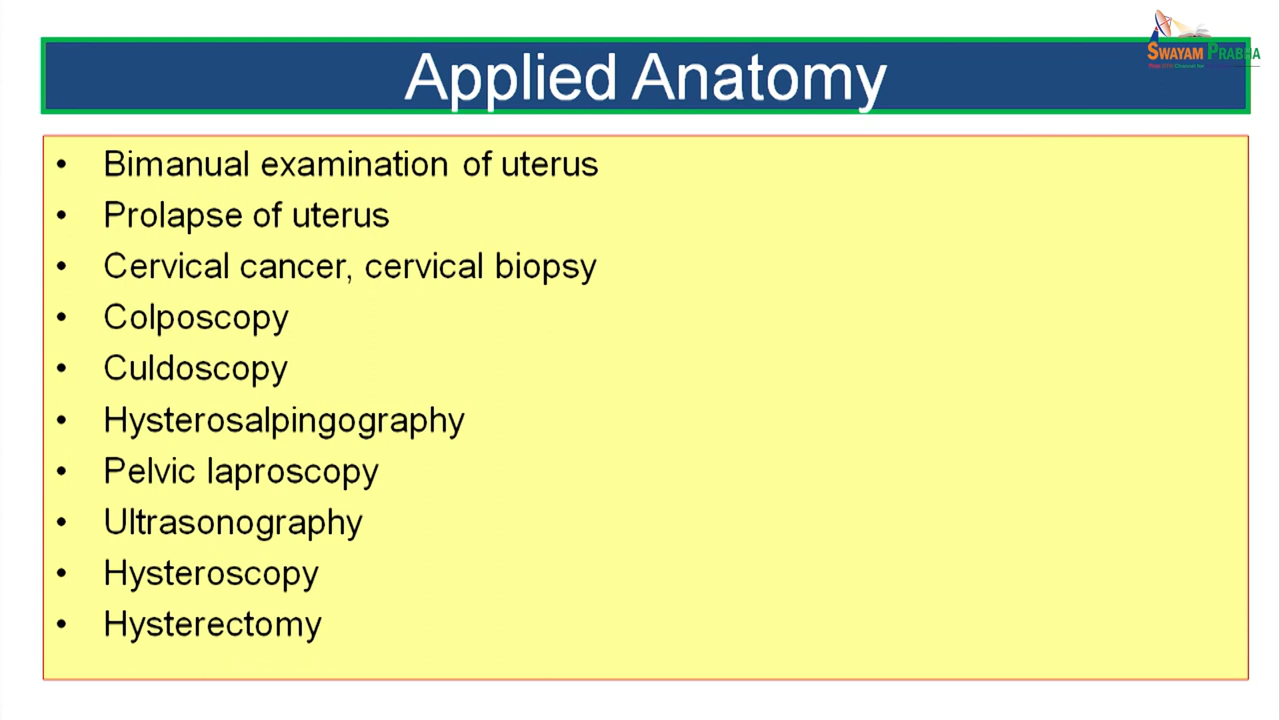 SWAYAM PRABHA
Applied Anatomy
• Bimanual examination of uterus
• Prolapse of uterus
• Cervical cancer, cervical biopsy
• Colposcopy
• Culdoscopy
• Hysterosalpingography
• Pelvic laproscopy
• Ultrasonography
• Hysteroscopy
• Hysterectomy